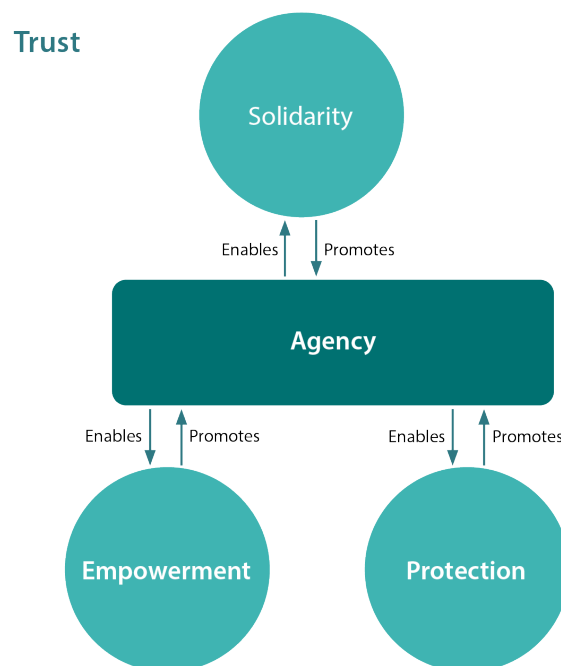 Trust
Solidarity
Enables
Promotes
Agency
Enables
Promotes
Enables
Promotes
Empowerment
Protection